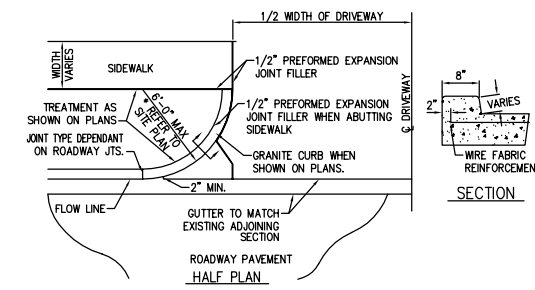 1/2 WIDTH OF DRIVEWAY
WIDTH
VARIES
SIDEWALK
1/2" PREFORMED EXPANSION
JOINT FILLER
6'-0" MAX
* REFER TO
SITE PLAN
TREATMENT AS
SHOWN ON PLANS
1/2" PREFORMED EXPANSION
JOINT FILLER WHEN ABUTTING
SIDEWALK
JOINT TYPE DEPENDANT
ON ROADWAY JTS.
GRANITE CURB WHEN
SHOWN ON PLANS.
2" MIN.
FLOW LINE
GUTTER TO MATCH
EXISTING ADJOINING
SECTION
ROADWAY PAVEMENT
HALF PLAN
℄ DRIVEWAY
8"
VARIES
2"
WIRE FABRIC
REINFORCEMEN
SECTION